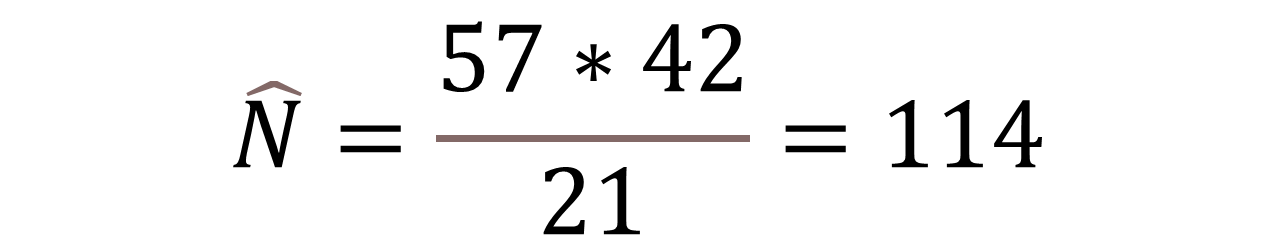 N̂ = 57 * 42 / 21 = 114